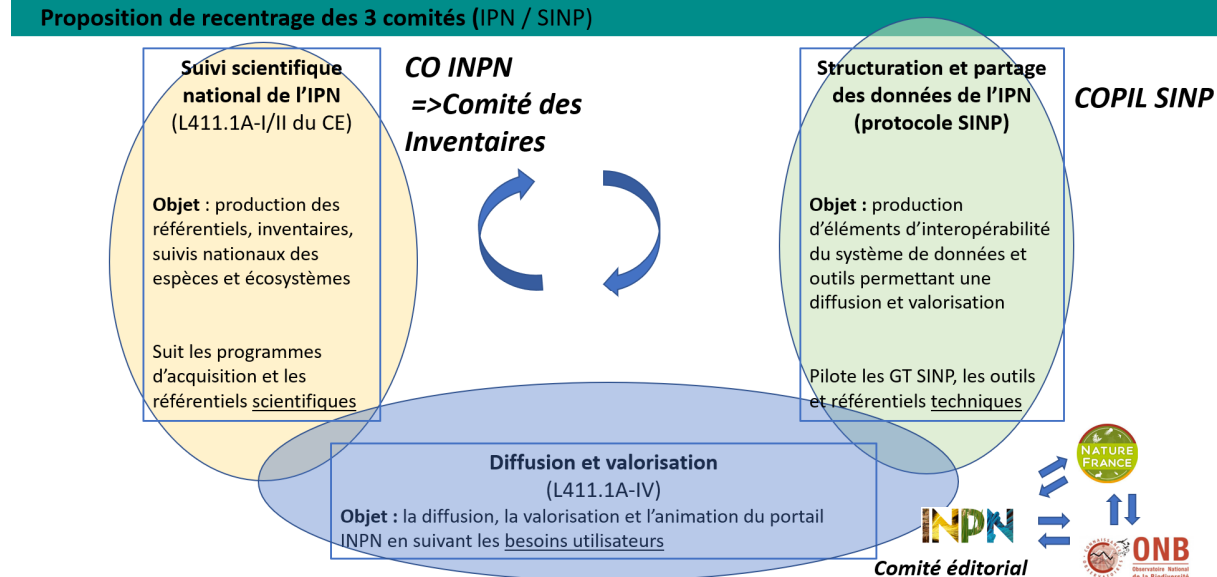 Proposition de recentrage des 3 comités (IPN / SINP)
Suivi scientifique
national de l'IPN
(L411.1A-I/II du CE)
Objet : production des
référentiels, inventaires,
suivis nationaux des
espèces et écosystèmes
Suit les programmes
d'acquisition et les
référentiels scientifiques
CO INPN
=>Comité des
Inventaires
Structuration et partage
des données de l'IPN
(protocole SINP)
Objet : production
d'éléments d'interopérabilité
du système de données et
outils permettant une
diffusion et valorisation
Pilote les GT SINP, les outils
et référentiels techniques
COPIL SINP
Diffusion et valorisation
(L411.1A-IV)
Objet : la diffusion, la valorisation et l'animation du portail
INPN en suivant les besoins utilisateurs
NATURE
FRANCE
INPN
Comité éditorial
ONB
Observatoire National
de la Biodiversité